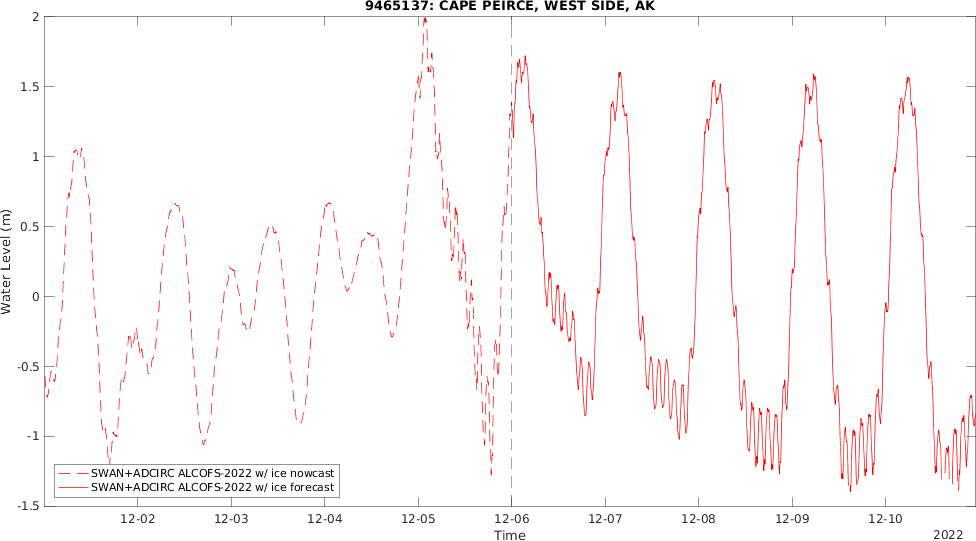 9465137: CAPE PEIRCE, WEST SIDE, AK
Water Level (m)
2
1.5
1
0.5
0
-0.5
-1
-1.5
SWAN+ADCIRC ALCOFS-2022 w/ ice nowcast
SWAN+ADCIRC ALCOFS-2022 w/ ice forecast
12-02 12-03 12-04 12-05 12-06 12-07 12-08 12-09 12-10
Time
2022